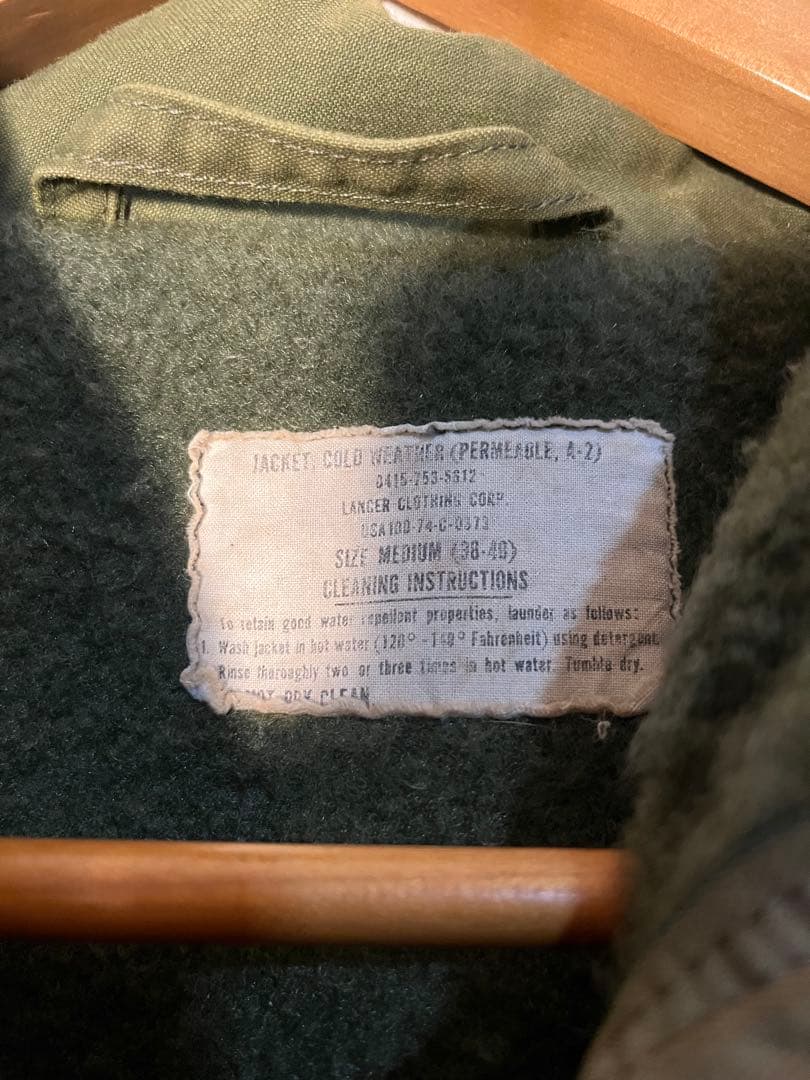 JACKET, COLD WEATHER (PERMEABLE, A-2)
8415-753-5612
LANCER CLOTHING CORP.
DSA100-74-C-0373
SIZE MEDIUM (38-40)
CLEANING INSTRUCTIONS
To retain good water repellent properties, launder as follows:
1. Wash jacket in hot water (120° -140° Fahrenheit) using detergent.
Rinse thoroughly two or three times in hot water. Tumble dry.
NOT DRY CLEAN